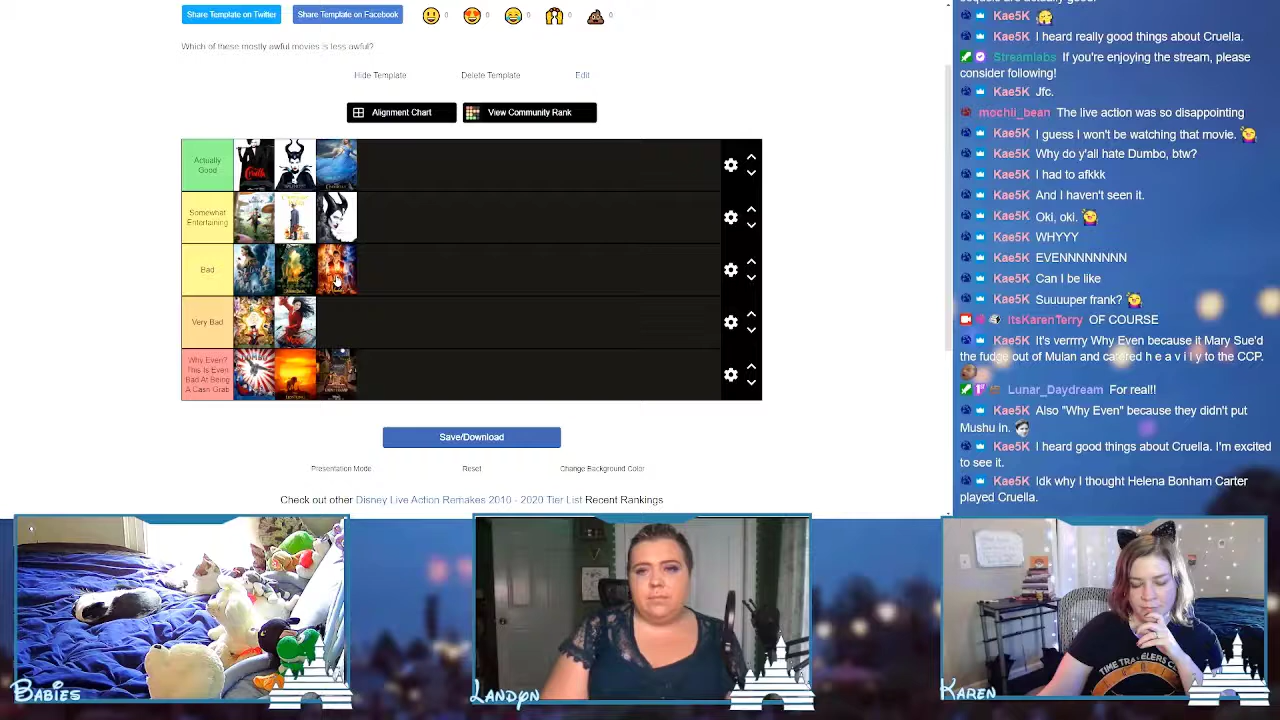 Share Template on Twitter
Share Template on Facebook
0 0 0 0 0
Which of these mostly awful movies is less awful?
Hide Template
Delete Template
Edit
Alignment Chart
View Community Rank
Actually
Good
Cruella
Somewhat
Entertaining
Bad
Very Bad
Why Even?
This Is Even
Bad At Being
A Cash Grab
Save/Download
Presentation Mode
Reset
Change Background Color
Check out other Disney Live Action Remakes 2010 - 2020 Tier List Recent Rankings
Kae5K
Kae5K I heard really good things about Cruella.
Streamlabs If you're enjoying the stream, please
consider following!
Kae5K Jfc.
mochii_bean The live action was so disappointing
Kae5K I guess I won't be watching that movie.
Kae5K Why do y'all hate Dumbo, btw?
Kae5K I had to afkkk
Kae5K And I haven't seen it.
Kae5K Oki, oki.
Kae5K WHYYY
Kae5K EVENNNNNNNN
Kae5K Can I be like
Kae5K Suuuuper frank?
ItsKarenTerry OF COURSE
Kae5K It's verrrry Why Even because it Mary Sue'd
the fudge out of Mulan and catered h e a v i l y to the CCP.
Lunar_Daydream For real!!
Kae5K Also "Why Even" because they didn't put
Mushu in.
Kae5K I heard good things about Cruella. I'm excited
to see it.
Kae5K Idk why I thought Helena Bonham Carter
played Cruella.
TIME TRAVELERS
Babies
Landyn
Karen